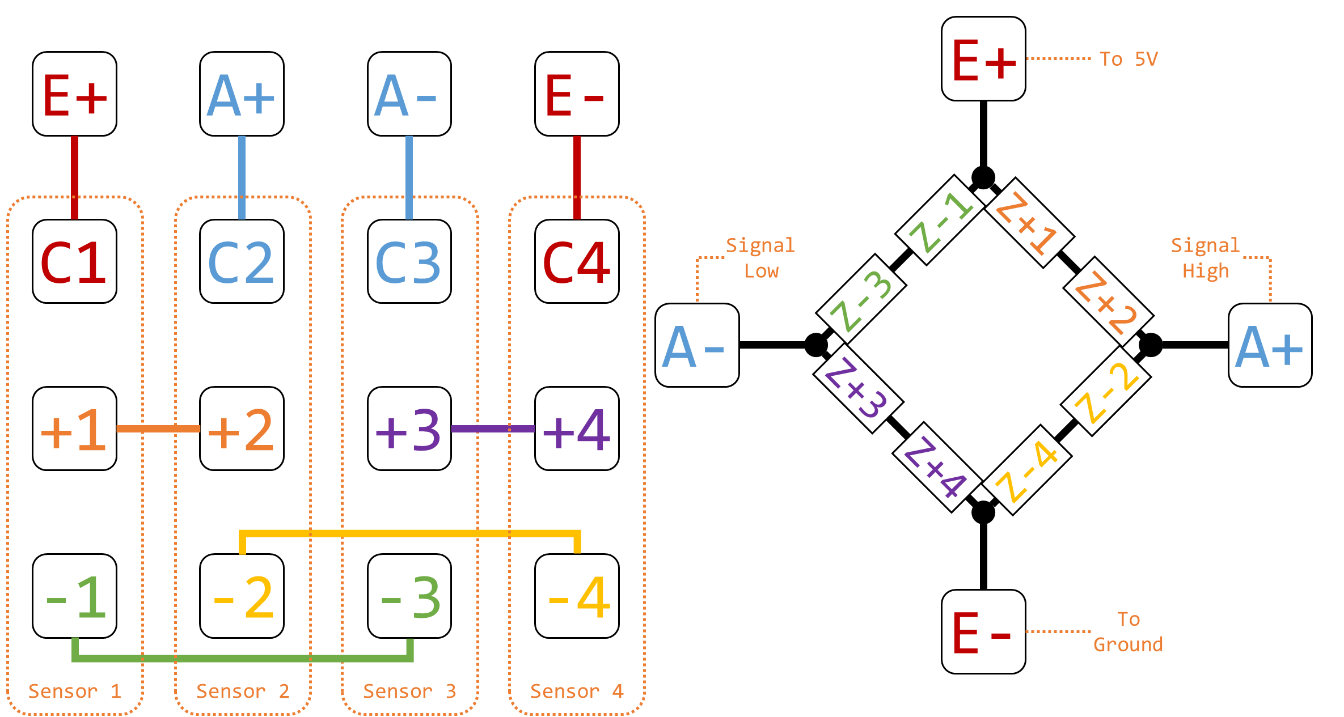 E+ A+ A- E-
C1 C2 C3 C4
+1 +2 +3 +4
-1 -2 -3 -4
Sensor 1 Sensor 2 Sensor 3 Sensor 4
E+
To 5V
Z-1
Z+1
Signal
Low
Signal
High
Z-3
Z+2
A-
A+
Z+3
Z-2
Z+4
Z-4
E-
To
Ground